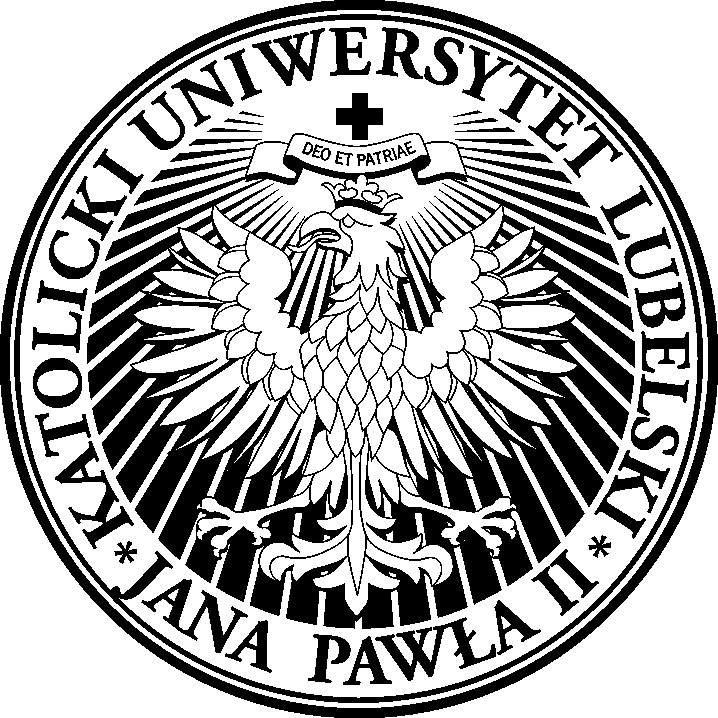 KATOLICKI UNIWERSYTET LUBELSKI
DEO ET PATRIAE
* JANA PAWŁA II *